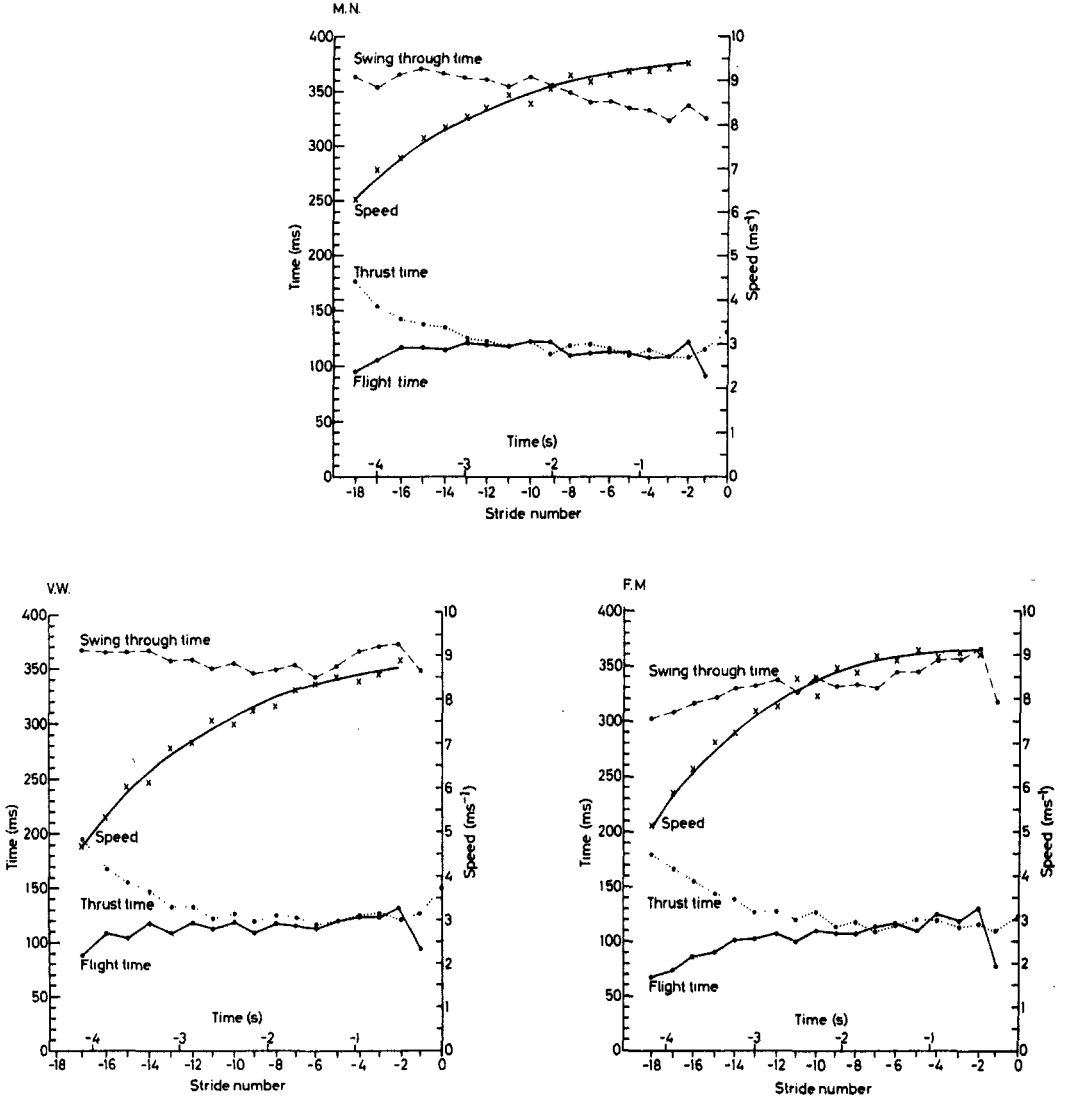 M.N.
400
350
300
250
200
150
100
50
0
Time (ms)
10
9
8
7
6
5
4
3
2
1
0
Speed (ms⁻¹)
Swing through time
Speed
Thrust time
Flight time
Time (s)
-4 -3 -2 -1
-18 -16 -14 -12 -10 -8 -6 -4 -2 0
Stride number
V.W.
400
350
300
250
200
150
100
50
0
Time (ms)
10
9
8
7
6
5
4
3
2
1
0
Speed (ms⁻¹)
Swing through time
Speed
Thrust time
Flight time
Time (s)
-4 -3 -2 -1
-18 -16 -14 -12 -10 -8 -6 -4 -2 0
Stride number
F.M
400
350
300
250
200
150
100
50
0
Time (ms)
10
9
8
7
6
5
4
3
2
1
0
Speed (ms⁻¹)
Swing through time
Speed
Thrust time
Flight time
Time (s)
-4 -3 -2 -1
-18 -16 -14 -12 -10 -8 -6 -4 -2 0
Stride number